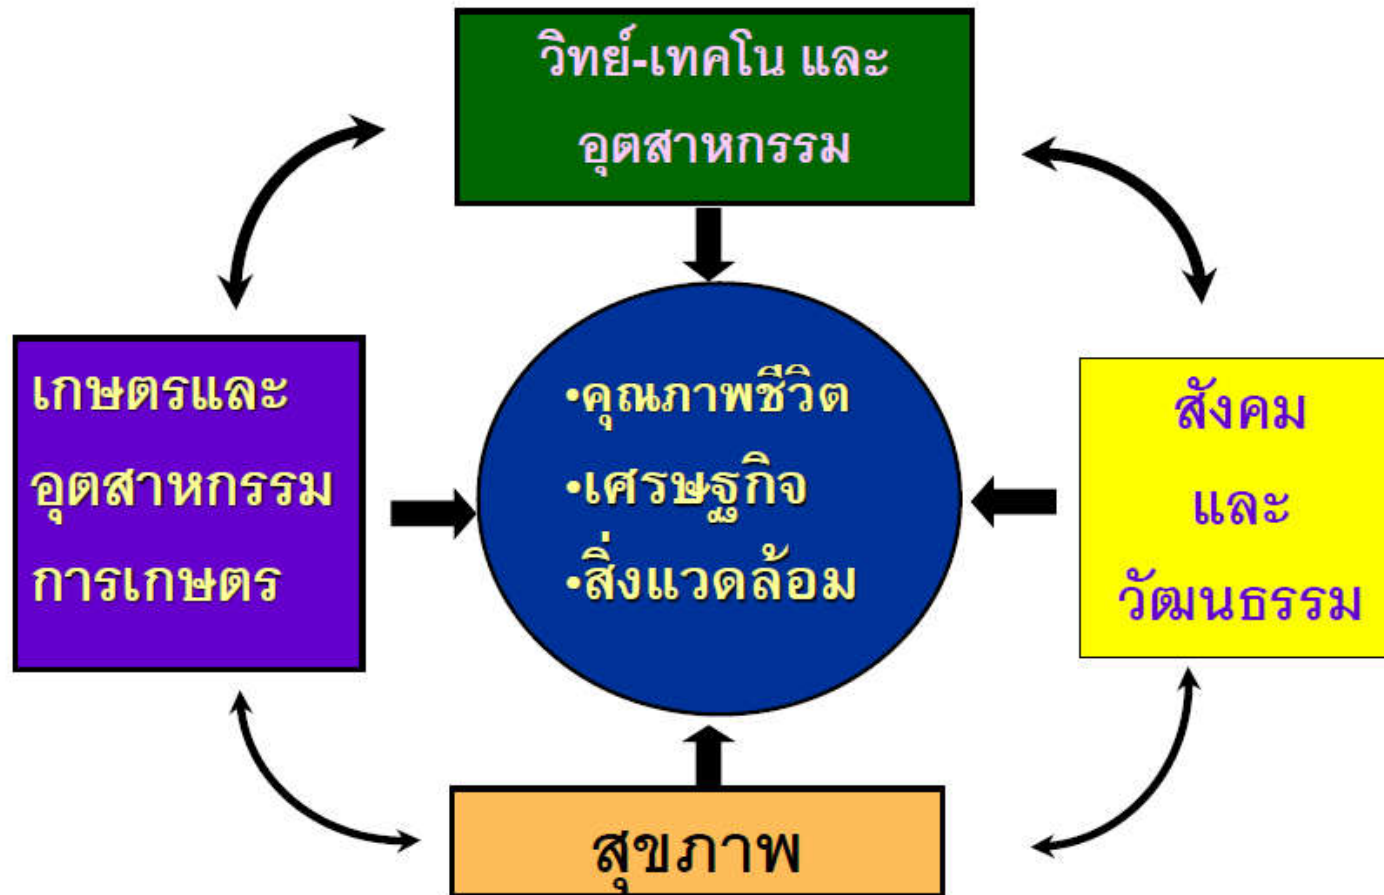 วิทย์-เทคโน และ
อุตสาหกรรม
เกษตรและ
อุตสาหกรรม
การเกษตร
•คุณภาพชีวิต
•เศรษฐกิจ
•สิ่งแวดล้อม
สังคม
และ
วัฒนธรรม
สุขภาพ